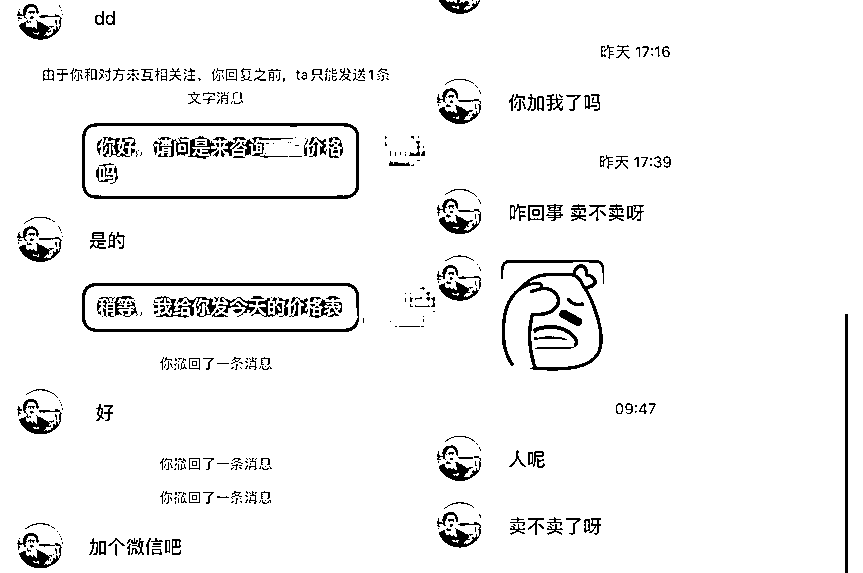 dd
由于你和对方未互相关注，你回复之前，ta只能发送1条
文字消息
你好，请问是来咨询 价格
吗
是的
稍等，我给你发今天的价格表
你撤回了一条消息
好
你撤回了一条消息
你撤回了一条消息
加个微信吧
昨天 17:16
你加我了吗
昨天 17:39
咋回事 卖不卖呀
09:47
人呢
卖不卖了呀